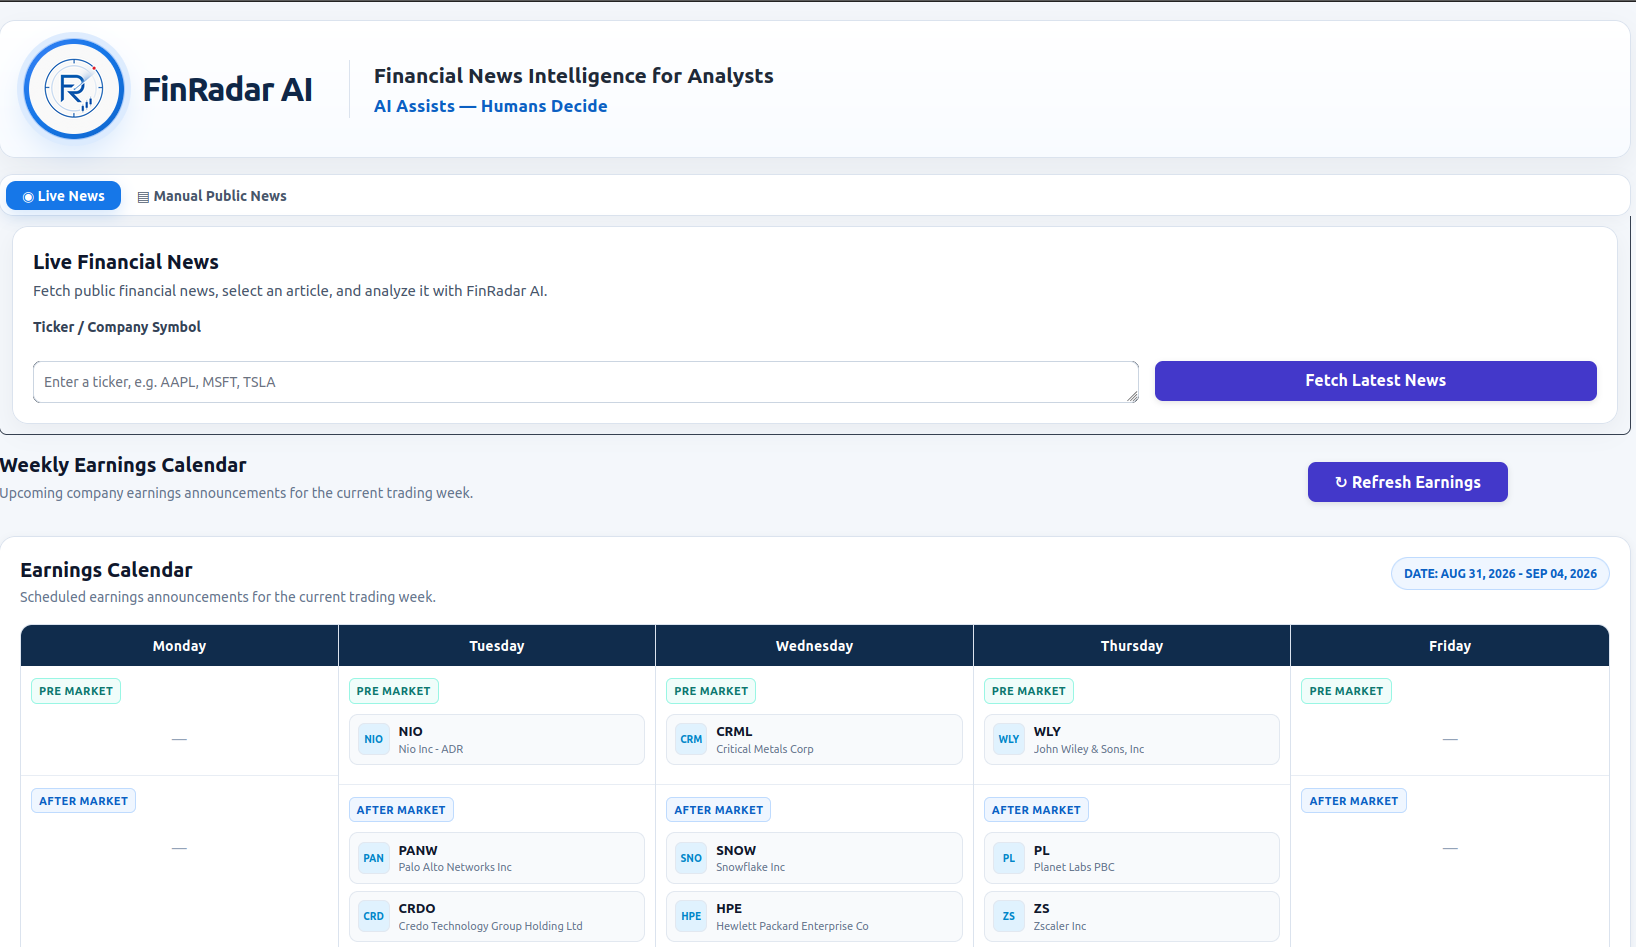 FinRadar AI
Financial News Intelligence for Analysts
AI Assists — Humans Decide
◉ Live News
▤ Manual Public News
Live Financial News
Fetch public financial news, select an article, and analyze it with FinRadar AI.
Ticker / Company Symbol
Enter a ticker, e.g. AAPL, MSFT, TSLA
Fetch Latest News
Weekly Earnings Calendar
Upcoming company earnings announcements for the current trading week.
↻ Refresh Earnings
Earnings Calendar
Scheduled earnings announcements for the current trading week.
DATE: AUG 31, 2026 - SEP 04, 2026
Monday
Tuesday
Wednesday
Thursday
Friday
PRE MARKET
—
AFTER MARKET
—
PRE MARKET
NIO
NIO
Nio Inc - ADR
AFTER MARKET
PAN
PANW
Palo Alto Networks Inc
CRD
CRDO
Credo Technology Group Holding Ltd
PRE MARKET
CRM
CRML
Critical Metals Corp
AFTER MARKET
SNO
SNOW
Snowflake Inc
HPE
HPE
Hewlett Packard Enterprise Co
PRE MARKET
WLY
WLY
John Wiley & Sons, Inc
AFTER MARKET
PL
PL
Planet Labs PBC
ZS
ZS
Zscaler Inc
PRE MARKET
—
AFTER MARKET
—